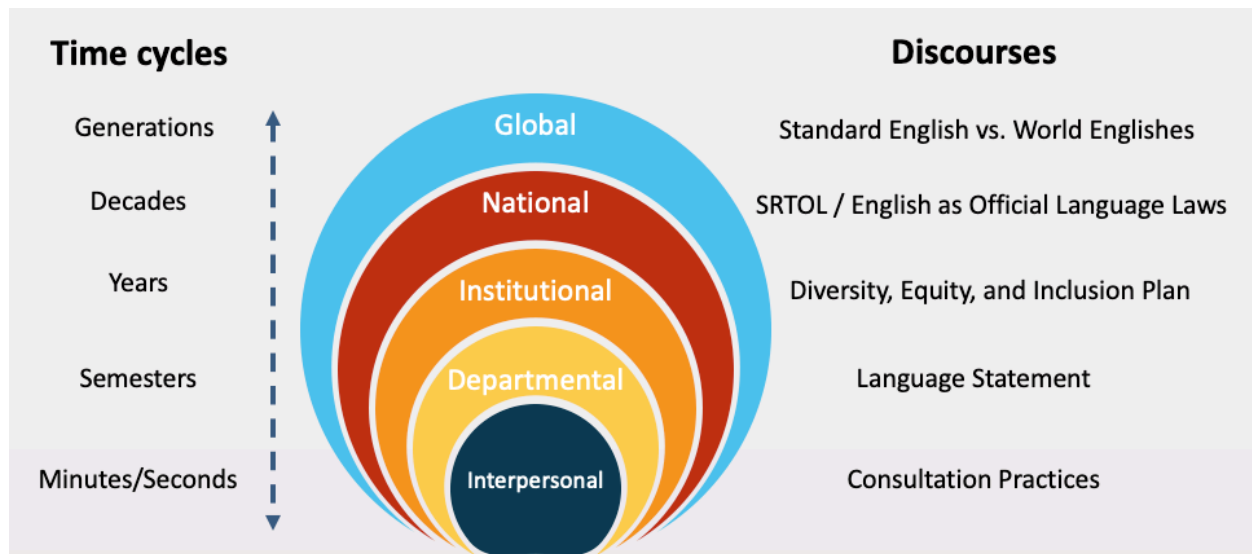 Time cycles
Discourses
Generations
Global
Standard English vs. World Englishes
Decades
National
SRTOL / English as Official Language Laws
Years
Institutional
Diversity, Equity, and Inclusion Plan
Semesters
Departmental
Language Statement
Minutes/Seconds
Interpersonal
Consultation Practices